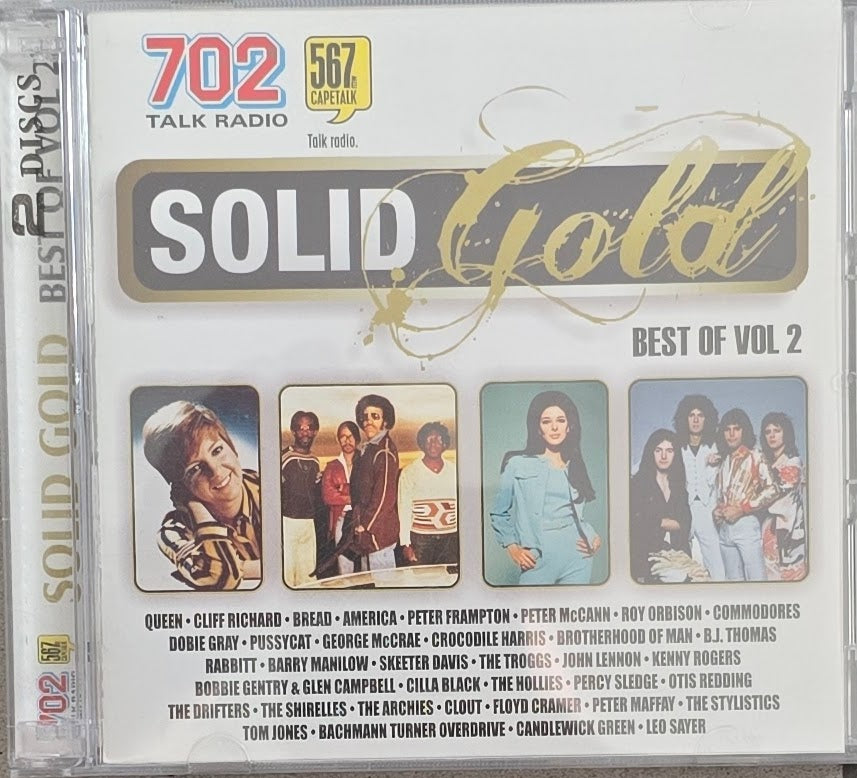 702
TALK RADIO
567
CAPETALK
Talk radio.
SOLID Gold
BEST OF VOL 2
QUEEN • CLIFF RICHARD • BREAD • AMERICA • PETER FRAMPTON • PETER McCANN • ROY ORBISON • COMMODORES
DOBIE GRAY • PUSSYCAT • GEORGE McCRAE • CROCODILE HARRIS • BROTHERHOOD OF MAN • B.J. THOMAS
RABBITT • BARRY MANILOW • SKEETER DAVIS • THE TROGGS • JOHN LENNON • KENNY ROGERS
BOBBIE GENTRY & GLEN CAMPBELL • CILLA BLACK • THE HOLLIES • PERCY SLEDGE • OTIS REDDING
THE DRIFTERS • THE SHIRELLES • THE ARCHIES • CLOUT • FLOYD CRAMER • PETER MAFFAY • THE STYLISTICS
TOM JONES • BACHMANN TURNER OVERDRIVE • CANDLEWICK GREEN • LEO SAYER
2 DISCS
SOLID GOLD BEST OF VOL 2
702
TALK RADIO
567